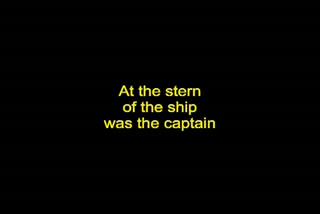 At the stern
of the ship
was the captain